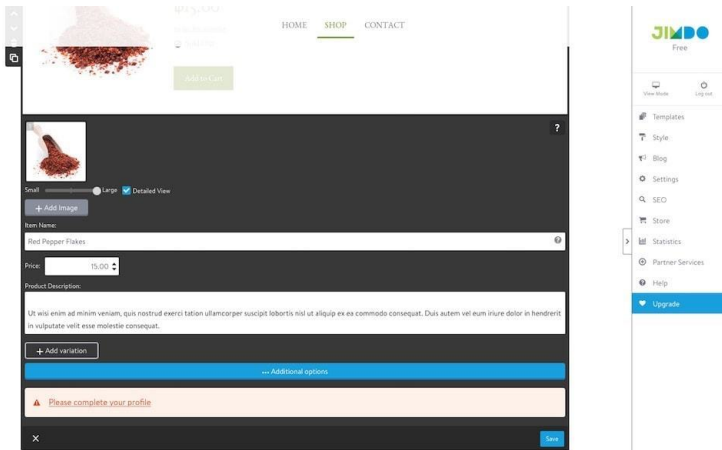 HOME SHOP CONTACT
Add to Cart
?
Small Large Detailed View
+ Add Image
Item Name:
Red Pepper Flakes
Price: 15.00
Product Description:
Ut wisi enim ad minim veniam, quis nostrud exerci tation ullamcorper suscipit lobortis nisl ut aliquip ex ea commodo consequat. Duis autem vel eum iriure dolor in hendrerit
in vulputate velit esse molestie consequat.
+ Add variation
... Additional options
Please complete your profile
Save
JIMDO
Free
View Mode Log out
Templates
Style
Blog
Settings
SEO
Store
Statistics
Partner Services
Help
Upgrade